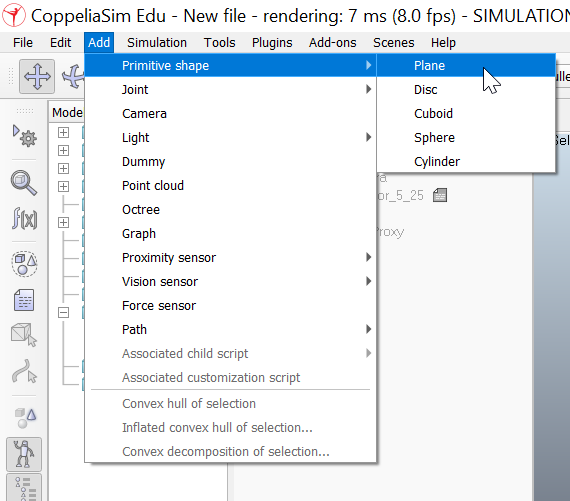 CoppeliaSim Edu - New file - rendering: 7 ms (8.0 fps) - SIMULATION
File Edit Add Simulation Tools Plugins Add-ons Scenes Help
Primitive shape
Plane
Joint
Disc
Camera
Cuboid
Light
Sphere
Dummy
Cylinder
Point cloud
or_5_25
Octree
Graph
Proxy
Proximity sensor
Vision sensor
Force sensor
Path
Associated child script
Associated customization script
Convex hull of selection
Inflated convex hull of selection...
Convex decomposition of selection...
Mode
f(x)